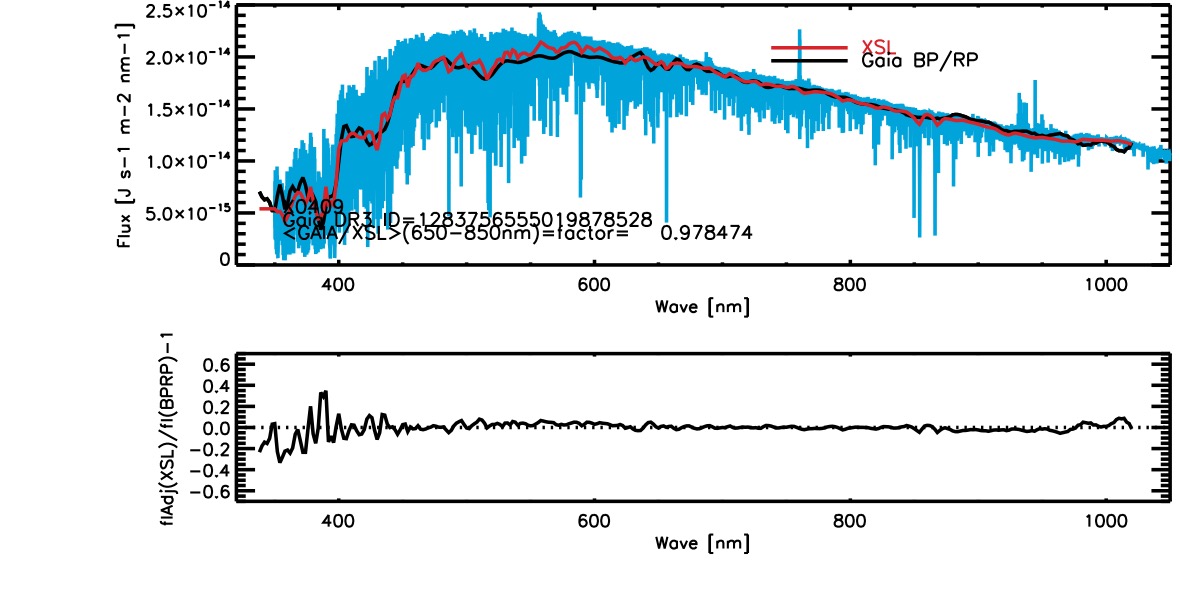 2.5×10−14
2.0×10−14
1.5×10−14
1.0×10−14
5.0×10−15
0
Flux [J s−1 m−2 nm−1]
XSL
Gaia BP/RP
X0409
Gaia DR3 ID=1283756555019878528
<GAIA/XSL>(650−850nm)=factor= 0.978474
400 600 800 1000
Wave [nm]
flAdj(XSL)/fl(BPRP)−1
0.6
0.4
0.2
0.0
−0.2
−0.4
−0.6
400 600 800 1000
Wave [nm]